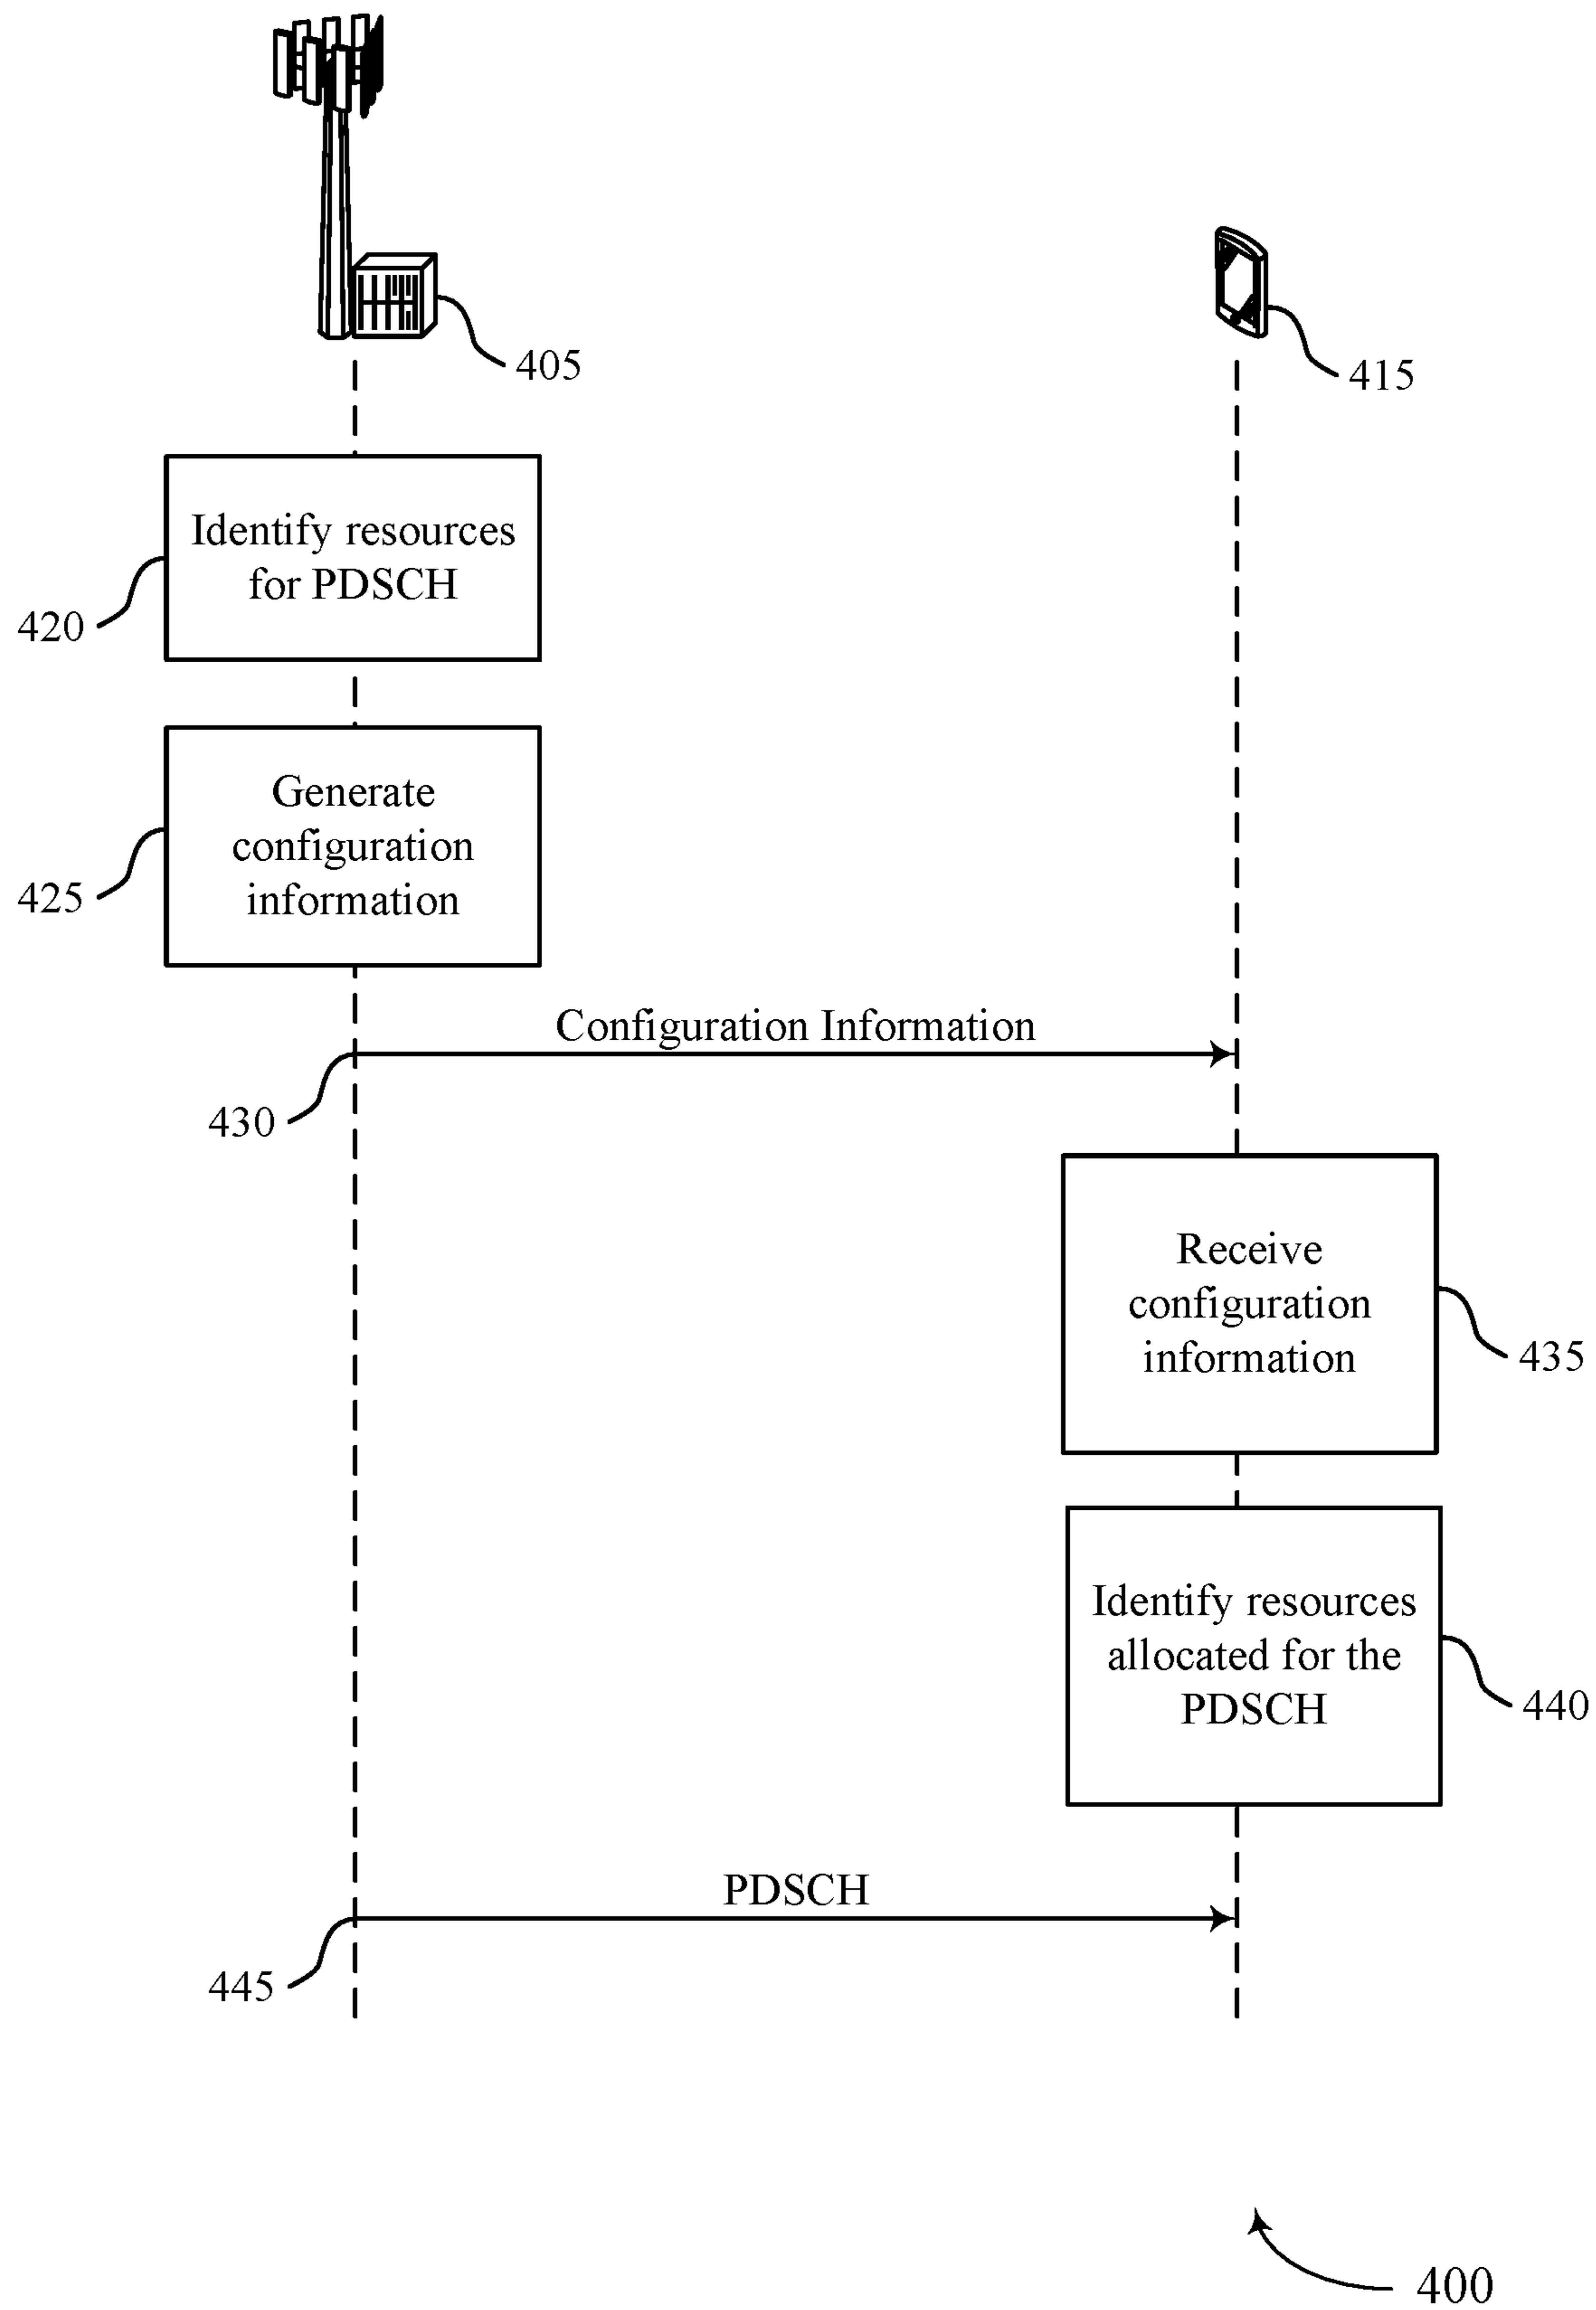 405
415
Identify resources
for PDSCH
420
Generate
configuration
information
425
Configuration Information
430
Receive
configuration
information
435
Identify resources
allocated for the
PDSCH
440
PDSCH
445
400